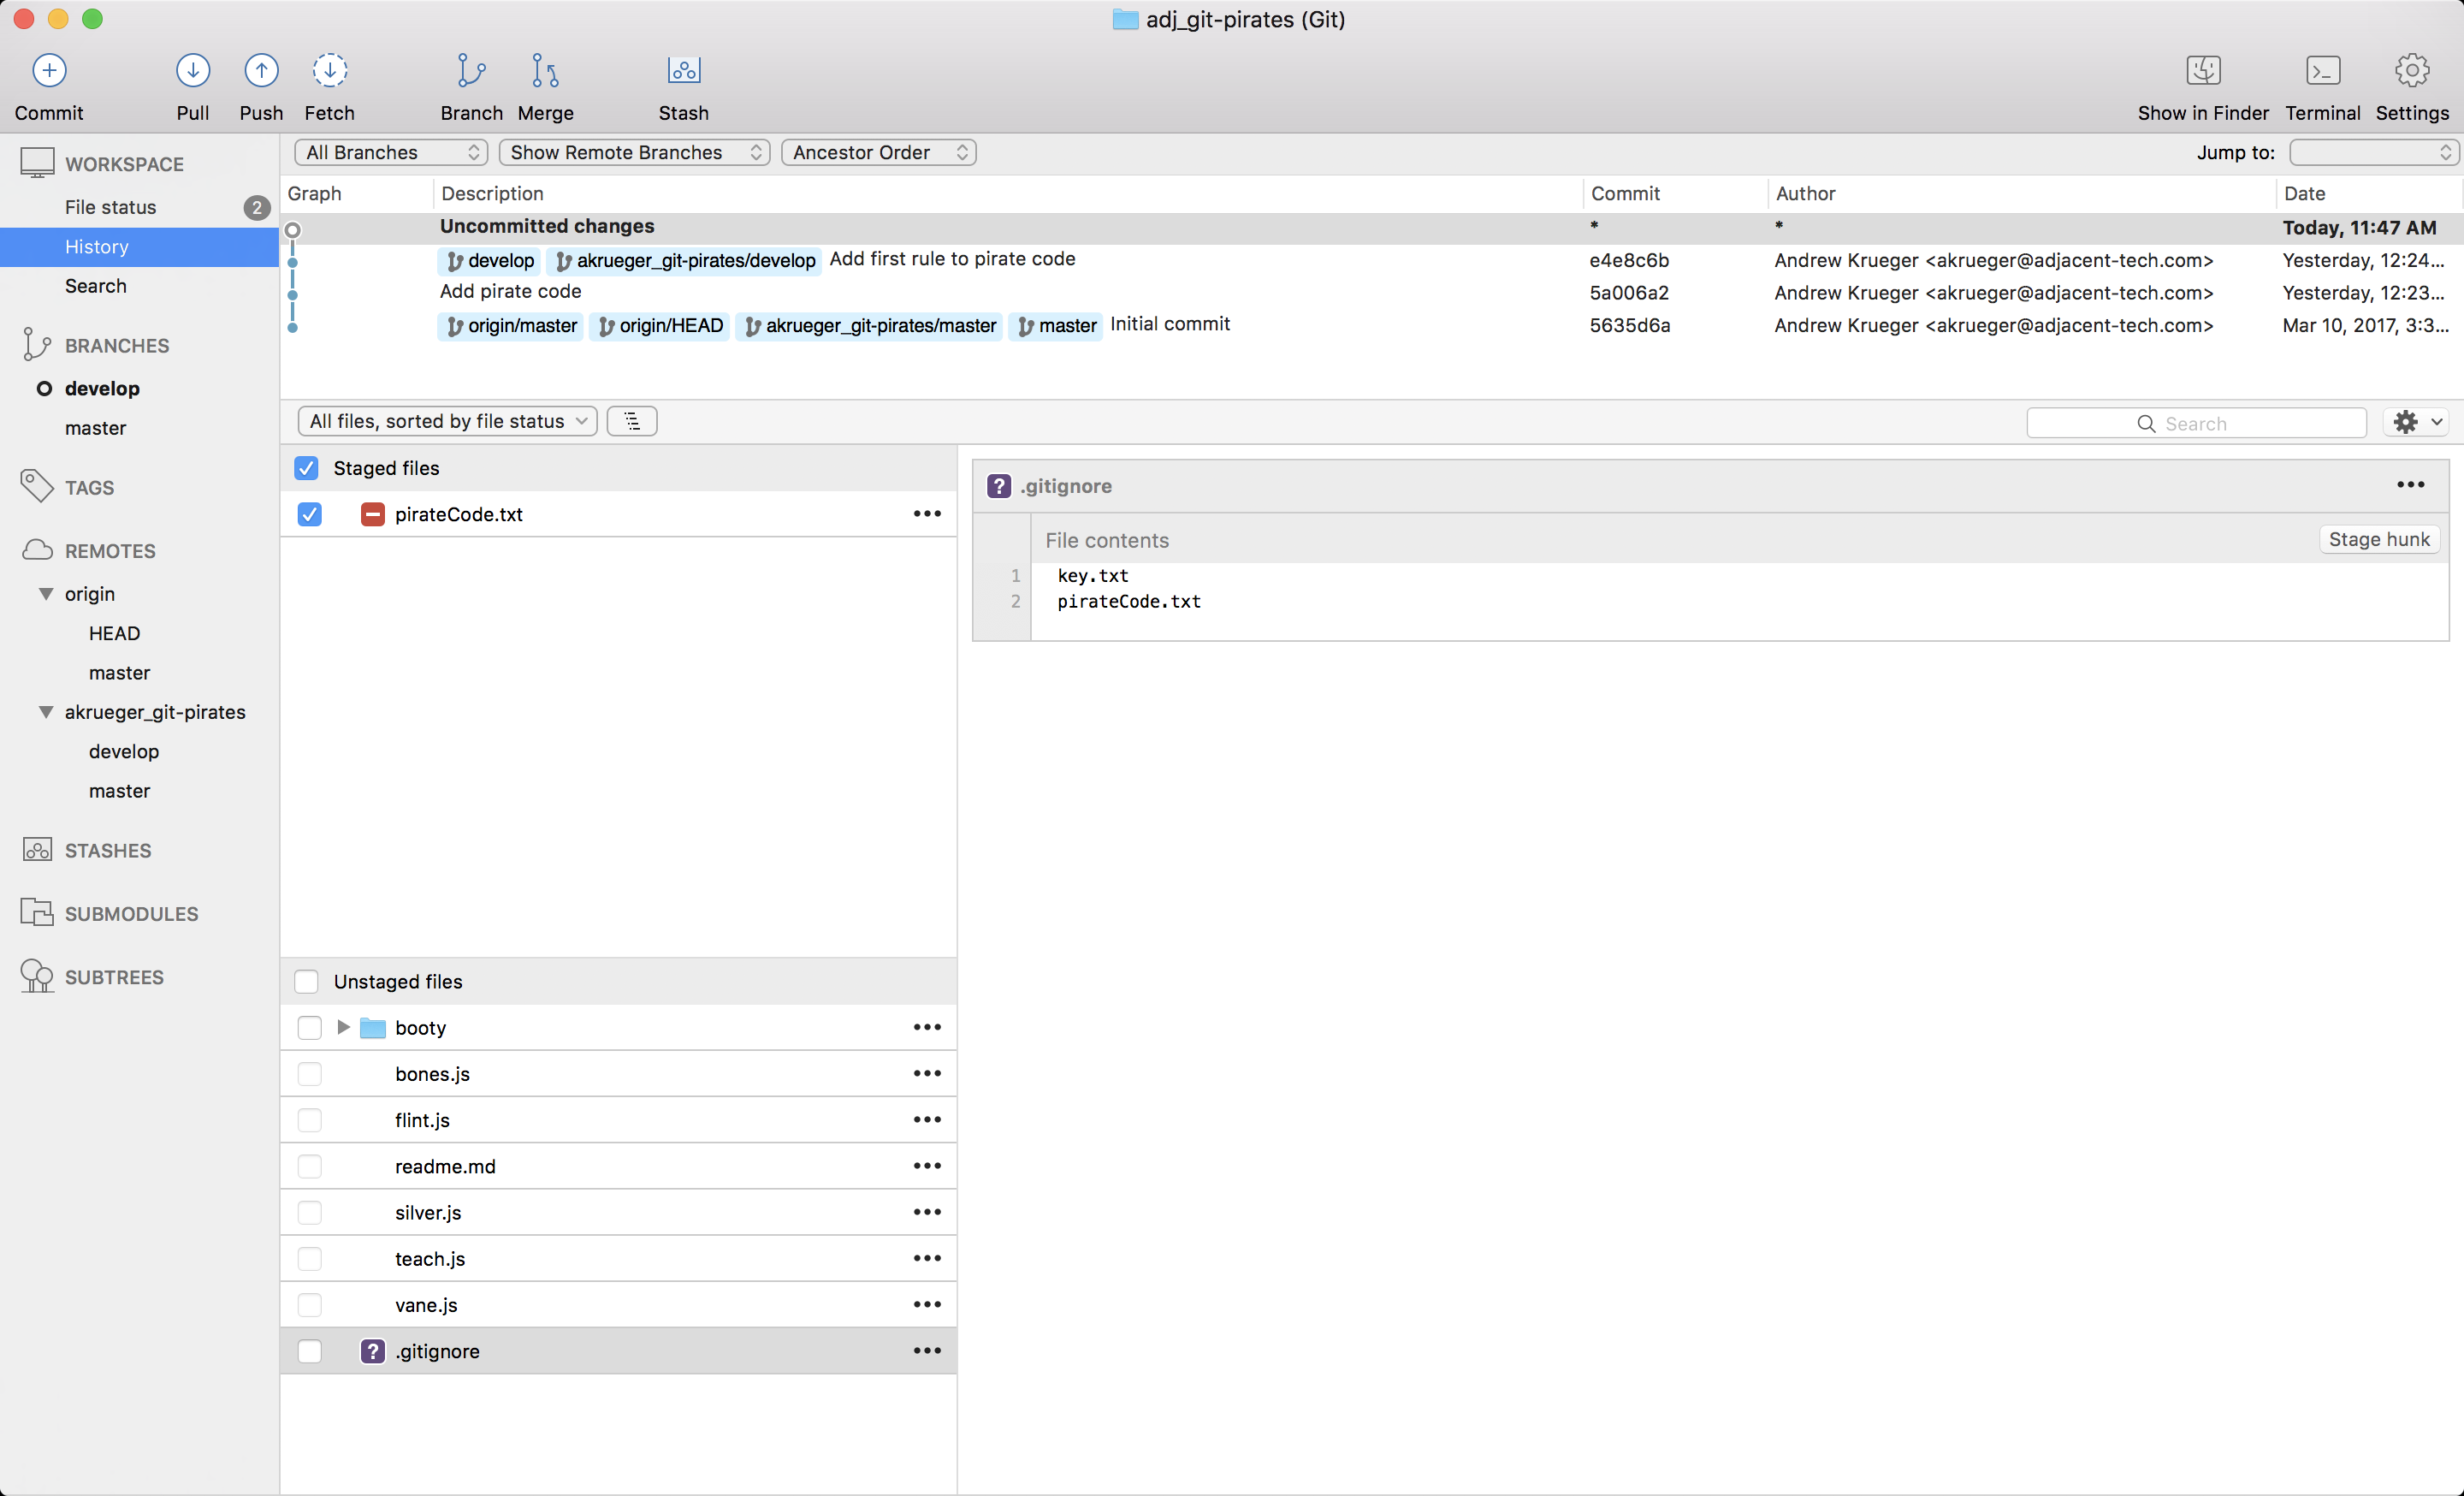 adj_git-pirates (Git)
Commit Pull Push Fetch Branch Merge Stash Show in Finder Terminal Settings
WORKSPACE
File status 2
History
Search
BRANCHES
develop
master
TAGS
REMOTES
origin
HEAD
master
akrueger_git-pirates
develop
master
STASHES
SUBMODULES
SUBTREES
All Branches Show Remote Branches Ancestor Order Jump to:
Graph Description Commit Author Date
Uncommitted changes * * Today, 11:47 AM
develop akrueger_git-pirates/develop Add first rule to pirate code e4e8c6b Andrew Krueger <akrueger@adjacent-tech.com> Yesterday, 12:24...
Add pirate code 5a006a2 Andrew Krueger <akrueger@adjacent-tech.com> Yesterday, 12:23...
origin/master origin/HEAD akrueger_git-pirates/master master Initial commit 5635d6a Andrew Krueger <akrueger@adjacent-tech.com> Mar 10, 2017, 3:3...
All files, sorted by file status Search
Staged files
pirateCode.txt
Unstaged files
booty
bones.js
flint.js
readme.md
silver.js
teach.js
vane.js
? .gitignore
? .gitignore
File contents Stage hunk
1 key.txt
2 pirateCode.txt